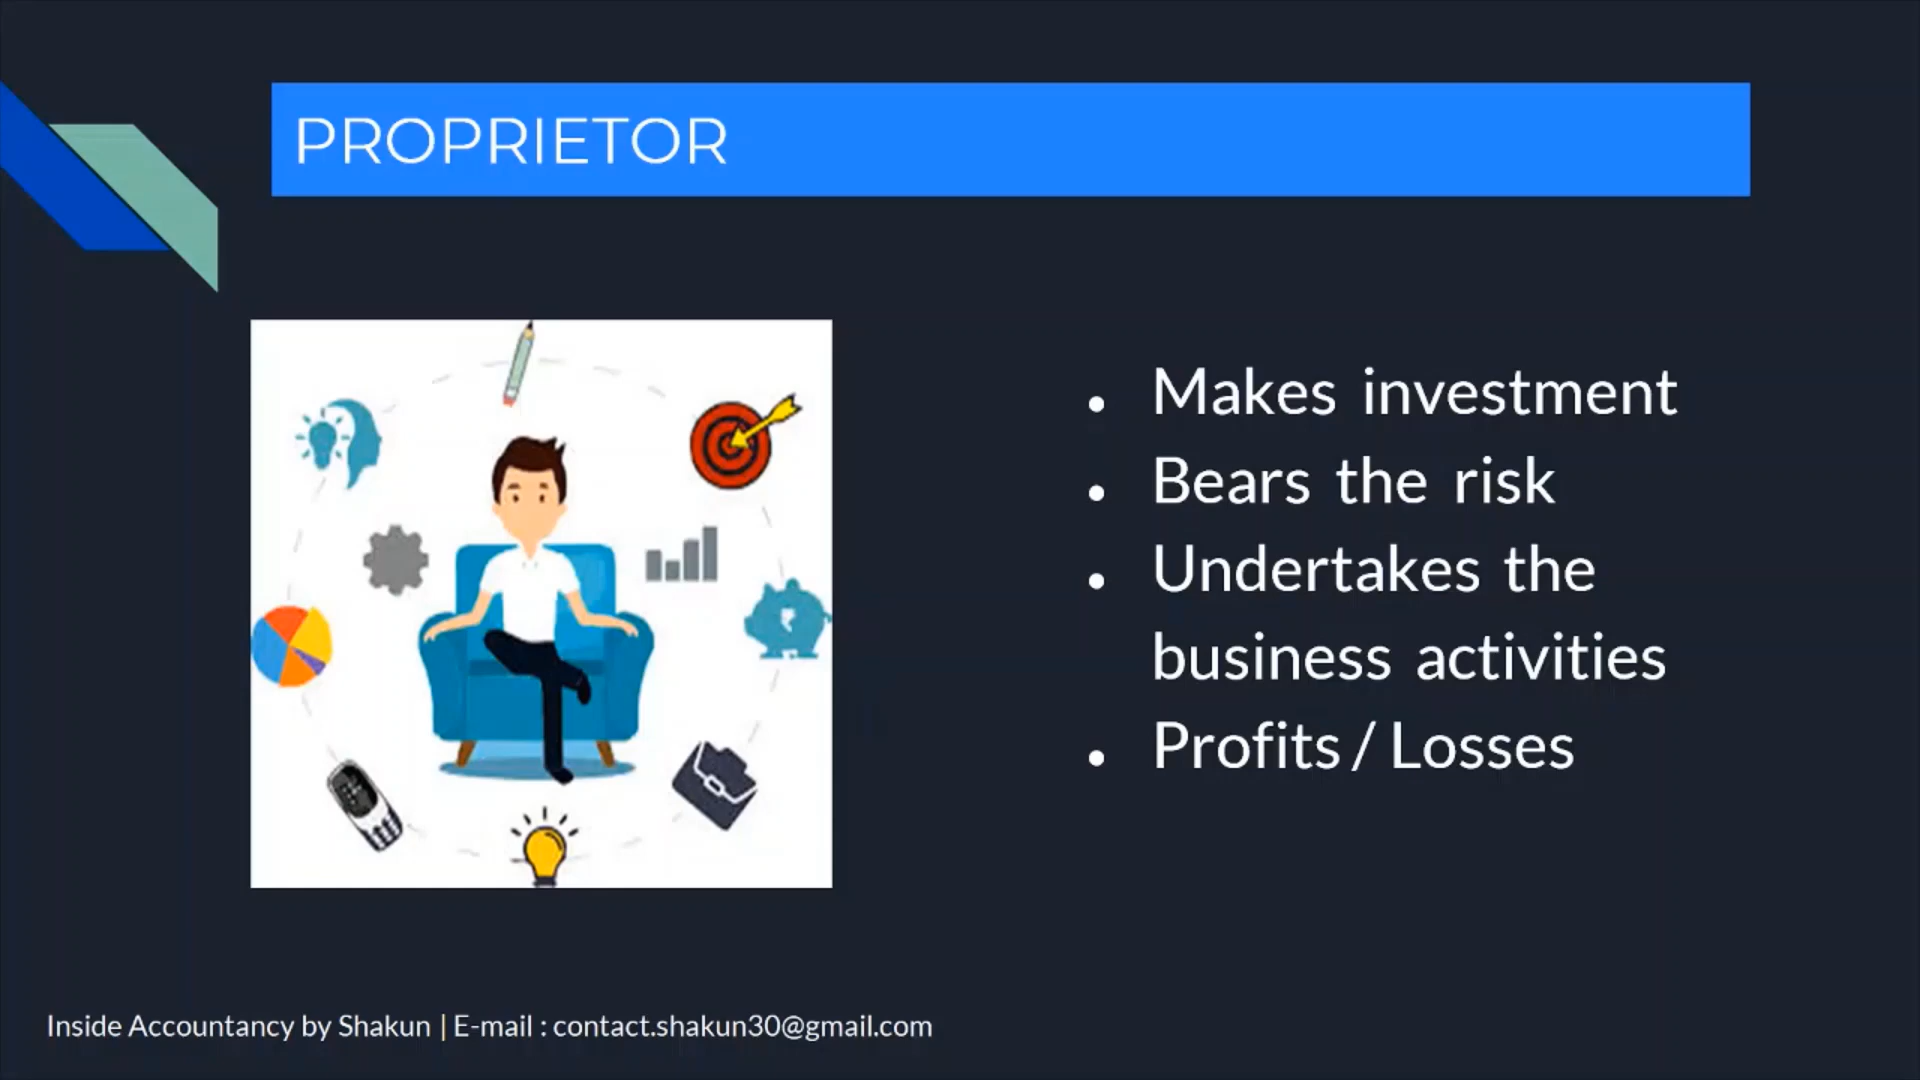 PROPRIETOR
• Makes investment
• Bears the risk
• Undertakes the
business activities
• Profits / Losses
Inside Accountancy by Shakun | E-mail : contact.shakun30@gmail.com